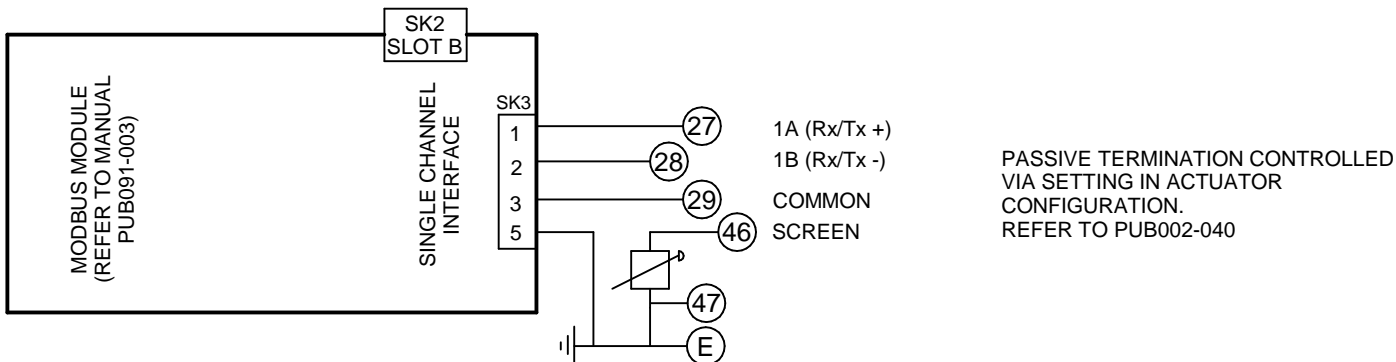 SK2
SLOT B
MODBUS MODULE
(REFER TO MANUAL
PUB091-003)
SINGLE CHANNEL
INTERFACE
SK3
1
2
3
5
27
1A (Rx/Tx +)
28
1B (Rx/Tx -)
29
COMMON
46
SCREEN
47
E
PASSIVE TERMINATION CONTROLLED
VIA SETTING IN ACTUATOR
CONFIGURATION.
REFER TO PUB002-040